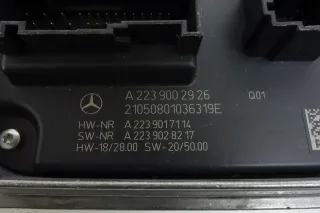 A 223 900 29 26 Q01
21050801036319E
HW-NR A 223 901 71 14
SW-NR A 223 902 82 17
HW-18/28.00 SW-20/50.00